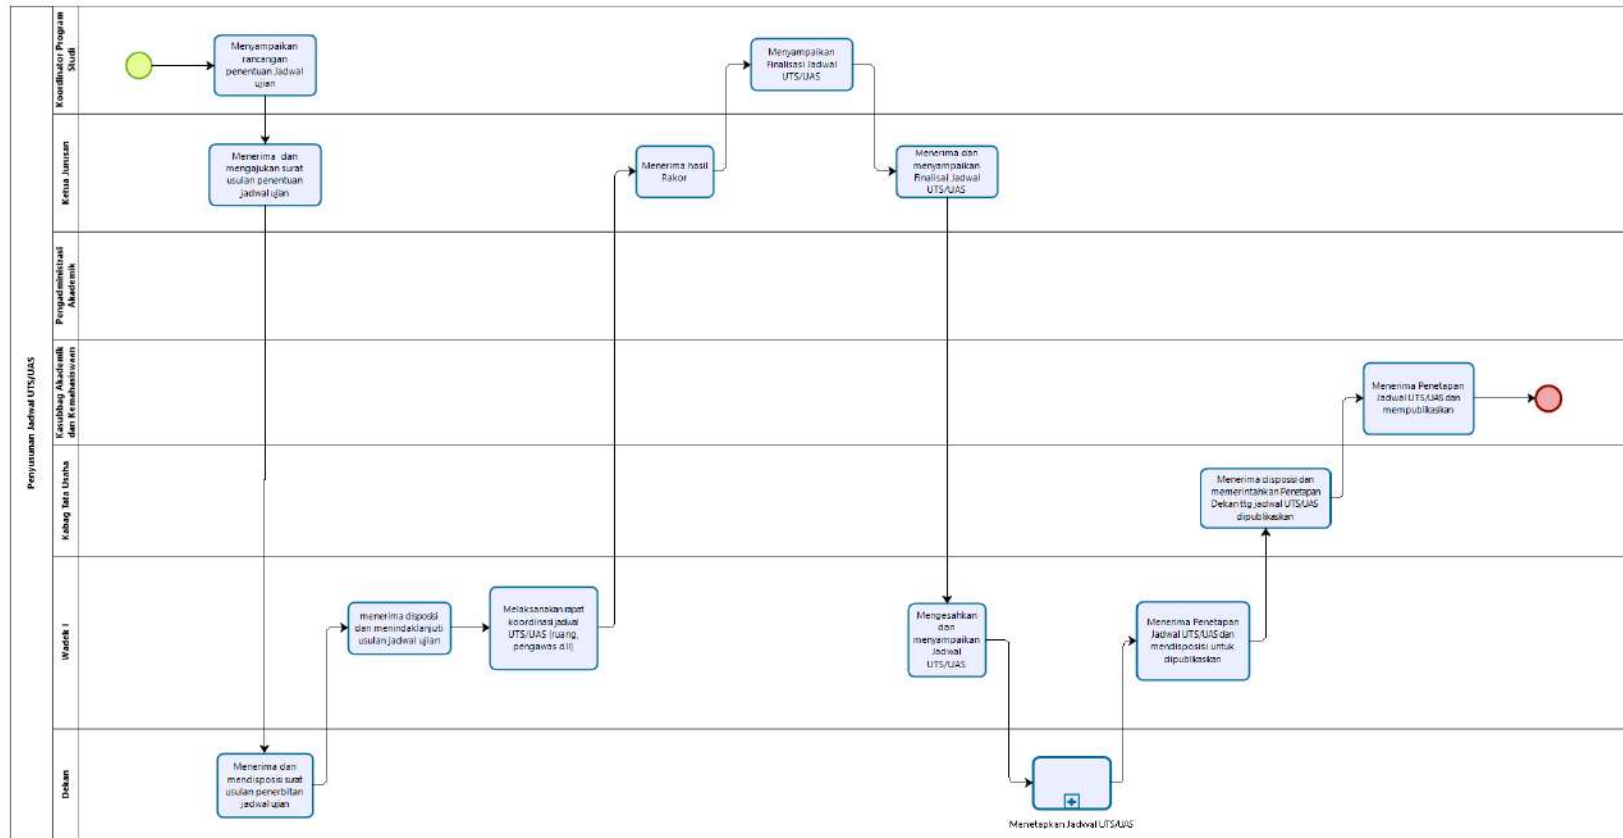 Penyusunan Jadwal UTS/UAS
Koordinator Program
Studi
Menyampaikan
rancangan
penentuan Jadwal
ujian
Menyampaikan
Finalisasi Jadwal
UTS/UAS
Ketua Jurusan
Menerima dan
mengajukan surat
usulan penentuan
jadwal ujian
Menerima hasil
Rakor
Menerima dan
menyampaikan
Finalisai Jadwal
UTS/UAS
Pengadministrasi
Akademik
Kasubbag Akademik
dan Kemahasiswaan
Menerima Penetapan
Jadwal UTS/UAS dan
mempublikasikan
Kabag Tata Usaha
Menerima disposisi dan
memerintahkan Penetapan
Dekan ttg jadwal UTS/UAS
dipublikasikan
Wadek I
menerima disposisi
dan menindaklanjuti
usulan jadwal ujian
Melaksanakan rapat
koordinasi jadwal
UTS/UAS (ruang,
pengawas dll)
Mengesahkan
dan
menyampaikan
Jadwal
UTS/UAS
Menerima Penetapan
Jadwal UTS/UAS dan
mendisposisi untuk
dipublikasikan
Dekan
Menerima dan
mendisposisi surat
usulan penerbitan
jadwal ujian
Menetapkan Jadwal UTS/UAS